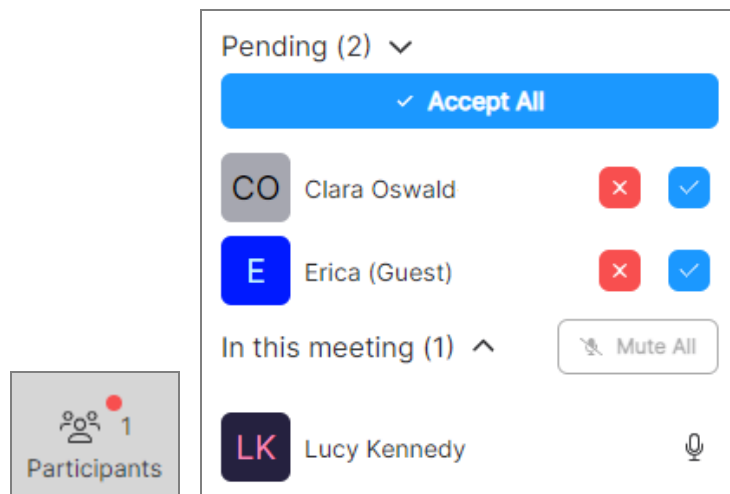 Pending (2)
Accept All
CO Clara Oswald
E Erica (Guest)
In this meeting (1) Mute All
LK Lucy Kennedy
1
Participants